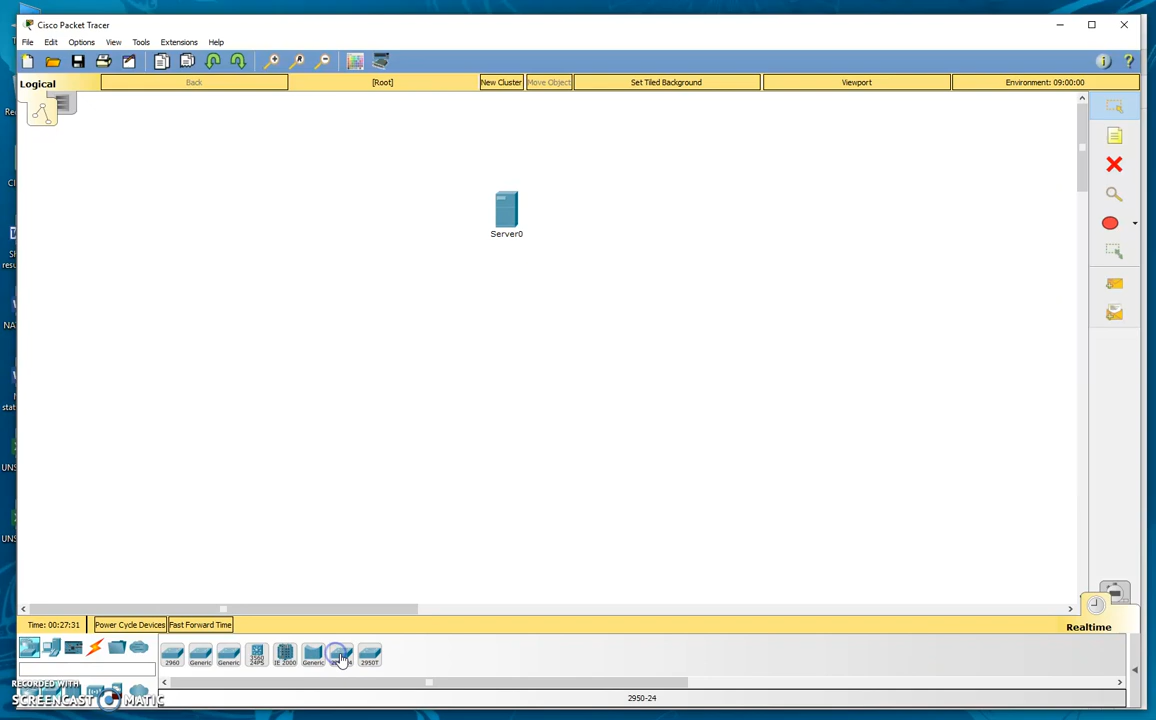 Cisco Packet Tracer
File Edit Options View Tools Extensions Help
Logical
Back
[Root]
New Cluster
Move Object
Set Tiled Background
Viewport
Environment: 09:00:00
Server0
Time: 00:27:31
Power Cycle Devices
Fast Forward Time
Realtime
2960
Generic
Generic
3560
24PS
IE 2000
Generic
2950T
2950-24
RECORDED WITH
SCREENCAST MATIC